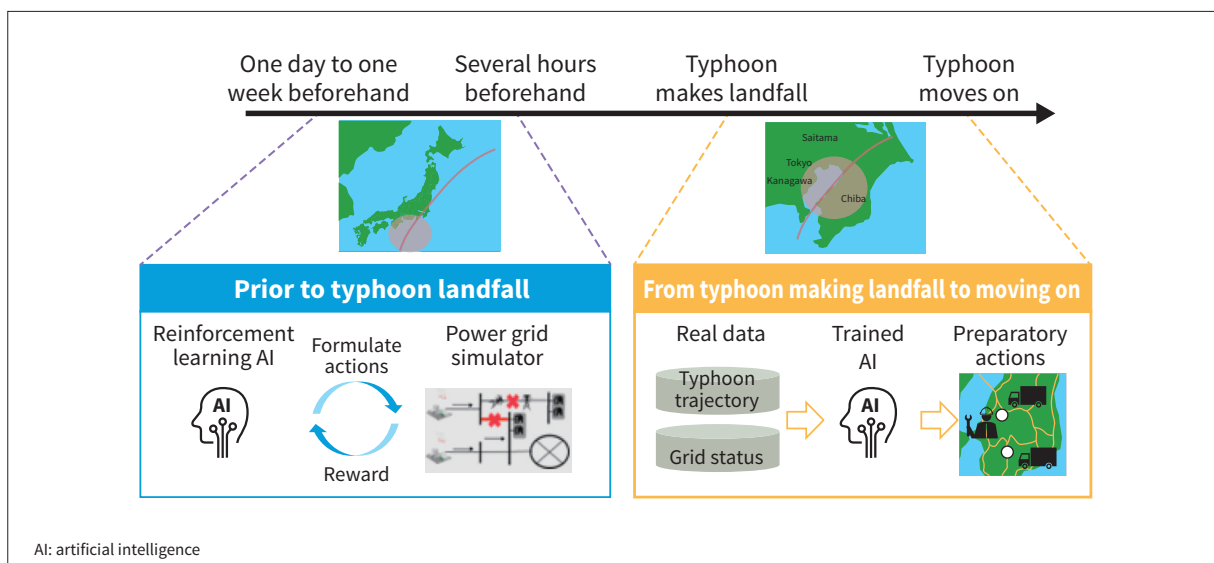 One day to one
week beforehand
Several hours
beforehand
Typhoon
makes landfall
Typhoon
moves on
Saitama
Tokyo
Kanagawa
Chiba
Prior to typhoon landfall
Reinforcement
learning AI
AI
Formulate
actions
Reward
Power grid
simulator
From typhoon making landfall to moving on
Real data
Typhoon
trajectory
Grid status
Trained
AI
AI
Preparatory
actions
AI: artificial intelligence